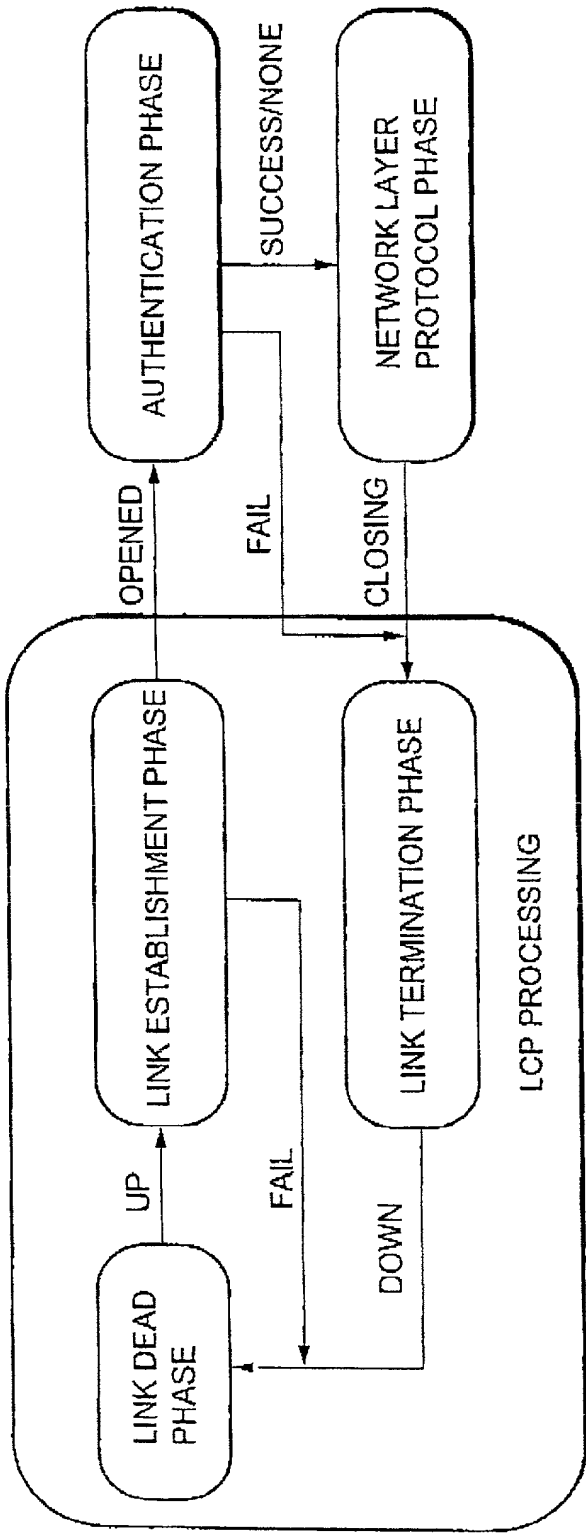 LINK DEAD
PHASE
UP
LINK ESTABLISHMENT PHASE
OPENED
AUTHENTICATION PHASE
FAIL
FAIL
SUCCESS/NONE
DOWN
LINK TERMINATION PHASE
CLOSING
NETWORK LAYER
PROTOCOL PHASE
LCP PROCESSING